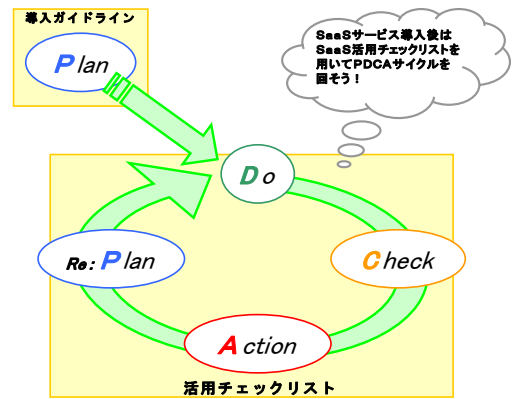 導入ガイドライン
Plan
SaaSサービス導入後は
SaaS活用チェックリストを
用いてPDCAサイクルを
回そう！
Do
Re：Plan
Check
Action
活用チェックリスト